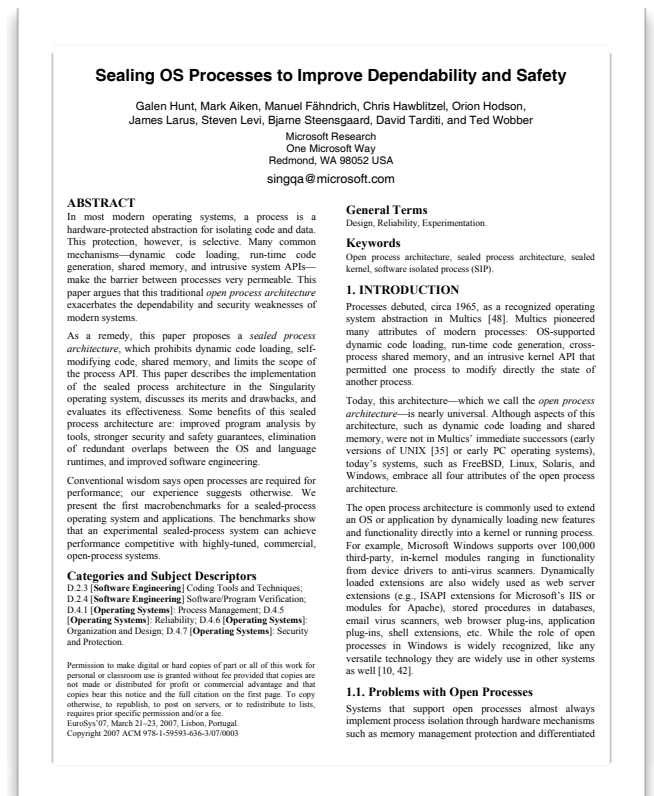 Sealing OS Processes to Improve Dependability and Safety
Galen Hunt, Mark Aiken, Manuel Fähndrich, Chris Hawblitzel, Orion Hodson,
James Larus, Steven Levi, Bjarne Steensgaard, David Tarditi, and Ted Wobber
Microsoft Research
One Microsoft Way
Redmond, WA 98052 USA
singqa@microsoft.com
ABSTRACT
In most modern operating systems, a process is a
hardware-protected abstraction for isolating code and data.
This protection, however, is selective. Many common
mechanisms—dynamic code loading, run-time code
generation, shared memory, and intrusive system APIs—
make the barrier between processes very permeable. This
paper argues that this traditional open process architecture
exacerbates the dependability and security weaknesses of
modern systems.
As a remedy, this paper proposes a sealed process
architecture, which prohibits dynamic code loading, self-
modifying code, shared memory, and limits the scope of
the process API. This paper describes the implementation
of the sealed process architecture in the Singularity
operating system, discusses its merits and drawbacks, and
evaluates its effectiveness. Some benefits of this sealed
process architecture are: improved program analysis by
tools, stronger security and safety guarantees, elimination
of redundant overlaps between the OS and language
runtimes, and improved software engineering.
Conventional wisdom says open processes are required for
performance; our experience suggests otherwise. We
present the first macrobenchmarks for a sealed-process
operating system and applications. The benchmarks show
that an experimental sealed-process system can achieve
performance competitive with highly-tuned, commercial,
open-process systems.
Categories and Subject Descriptors
D.2.3 [Software Engineering] Coding Tools and Techniques;
D.2.4 [Software Engineering] Software/Program Verification;
D.4.1 [Operating Systems]: Process Management; D.4.5
[Operating Systems]: Reliability; D.4.6 [Operating Systems]:
Organization and Design; D.4.7 [Operating Systems]: Security
and Protection.
Permission to make digital or hard copies of part or all of this work for
personal or classroom use is granted without fee provided that copies are
not made or distributed for profit or commercial advantage and that
copies bear this notice and the full citation on the first page. To copy
otherwise, to republish, to post on servers, or to redistribute to lists,
requires prior specific permission and/or a fee.
EuroSys'07, March 21–23, 2007, Lisbon, Portugal.
Copyright 2007 ACM 978-1-59593-636-3/07/0003
General Terms
Design, Reliability, Experimentation.
Keywords
Open process architecture, sealed process architecture, sealed
kernel, software isolated process (SIP).
1. INTRODUCTION
Processes debuted, circa 1965, as a recognized operating
system abstraction in Multics [48]. Multics pioneered
many attributes of modern processes: OS-supported
dynamic code loading, run-time code generation, cross-
process shared memory, and an intrusive kernel API that
permitted one process to modify directly the state of
another process.
Today, this architecture—which we call the open process
architecture—is nearly universal. Although aspects of this
architecture, such as dynamic code loading and shared
memory, were not in Multics' immediate successors (early
versions of UNIX [35] or early PC operating systems),
today's systems, such as FreeBSD, Linux, Solaris, and
Windows, embrace all four attributes of the open process
architecture.
The open process architecture is commonly used to extend
an OS or application by dynamically loading new features
and functionality directly into a kernel or running process.
For example, Microsoft Windows supports over 100,000
third-party, in-kernel modules ranging in functionality
from device drivers to anti-virus scanners. Dynamically
loaded extensions are also widely used as web server
extensions (e.g., ISAPI extensions for Microsoft's IIS or
modules for Apache), stored procedures in databases,
email virus scanners, web browser plug-ins, application
plug-ins, shell extensions, etc. While the role of open
processes in Windows is widely recognized, like any
versatile technology they are widely use in other systems
as well [10, 42].
1.1. Problems with Open Processes
Systems that support open processes almost always
implement process isolation through hardware mechanisms
such as memory management protection and differentiated